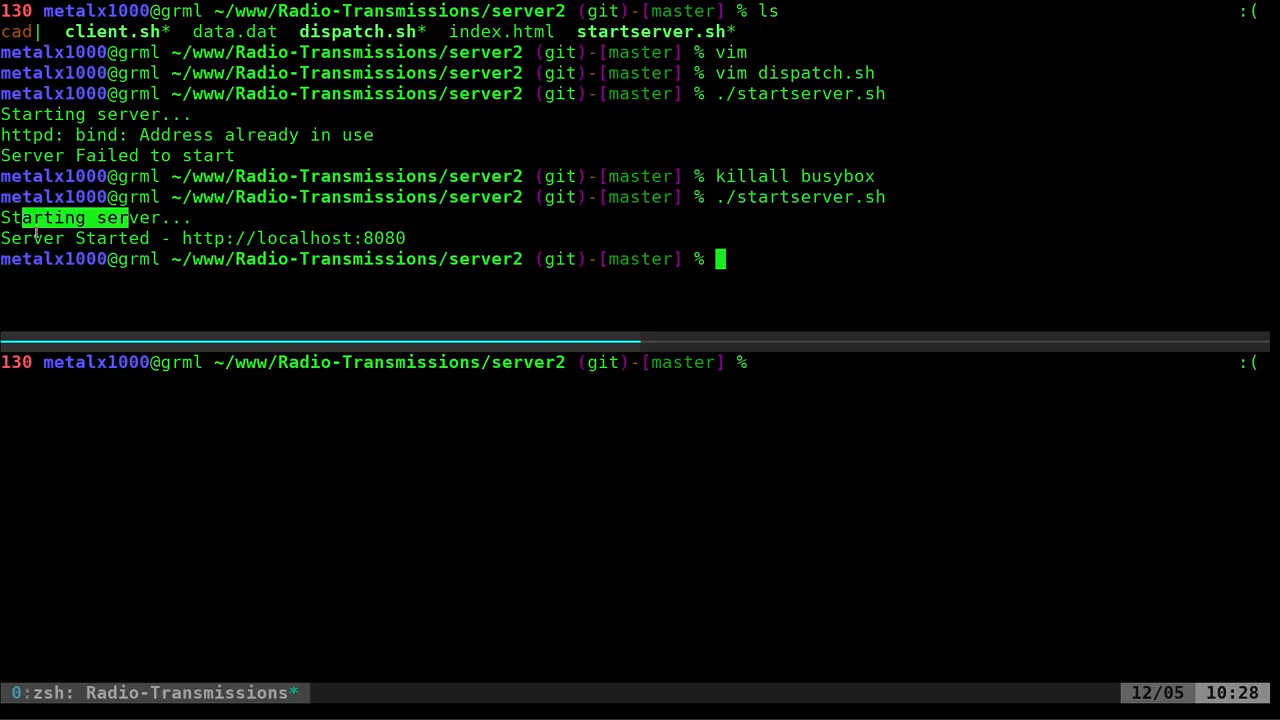 130 metalx1000@grml ~/www/Radio-Transmissions/server2 (git)-[master] % ls :(
cad| client.sh* data.dat dispatch.sh* index.html startserver.sh*
metalx1000@grml ~/www/Radio-Transmissions/server2 (git)-[master] % vim
metalx1000@grml ~/www/Radio-Transmissions/server2 (git)-[master] % vim dispatch.sh
metalx1000@grml ~/www/Radio-Transmissions/server2 (git)-[master] % ./startserver.sh
Starting server...
httpd: bind: Address already in use
Server Failed to start
metalx1000@grml ~/www/Radio-Transmissions/server2 (git)-[master] % killall busybox
metalx1000@grml ~/www/Radio-Transmissions/server2 (git)-[master] % ./startserver.sh
Starting server...
Server Started - http://localhost:8080
metalx1000@grml ~/www/Radio-Transmissions/server2 (git)-[master] %
130 metalx1000@grml ~/www/Radio-Transmissions/server2 (git)-[master] % :(
0:zsh: Radio-Transmissions* 12/05 10:28